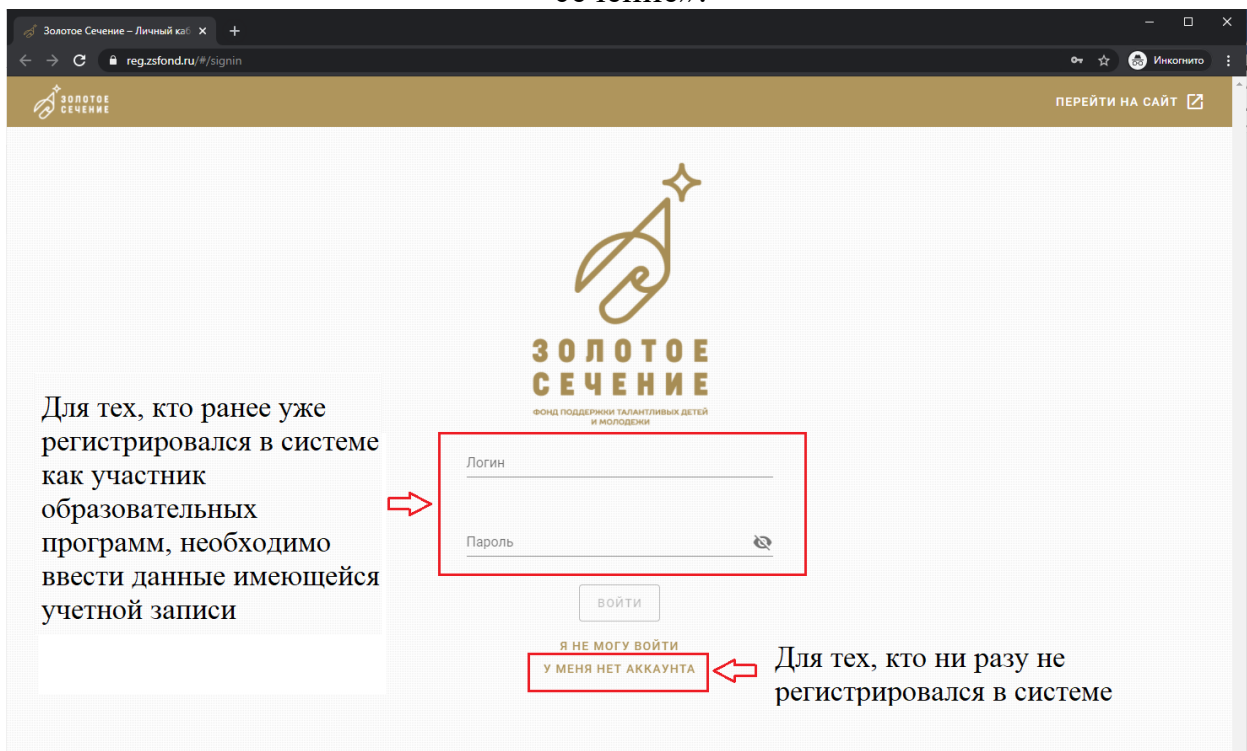 сечение».
Золотое Сечение – Личный каб
reg.zsfond.ru/#/signin
Инкогнито
ЗОЛОТОЕ
СЕЧЕНИЕ
ПЕРЕЙТИ НА САЙТ
ЗОЛОТОЕ
СЕЧЕНИЕ
ФОНД ПОДДЕРЖКИ ТАЛАНТЛИВЫХ ДЕТЕЙ
И МОЛОДЕЖИ
Для тех, кто ранее уже
регистрировался в системе
как участник
образовательных
программ, необходимо
ввести данные имеющейся
учетной записи
Логин
Пароль
ВОЙТИ
Я НЕ МОГУ ВОЙТИ
У МЕНЯ НЕТ АККАУНТА
Для тех, кто ни разу не
регистрировался в системе